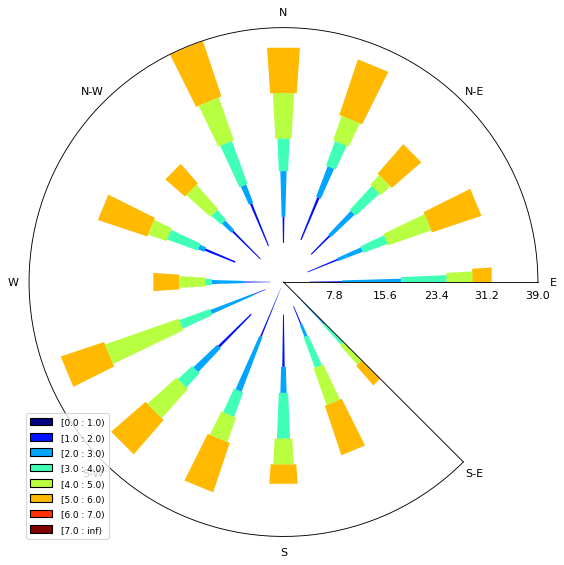 N
N-W
N-E
W
E
7.8 15.6 23.4 31.2 39.0
[0.0 : 1.0)
[1.0 : 2.0)
[2.0 : 3.0)
[3.0 : 4.0)
[4.0 : 5.0)
[5.0 : 6.0)
[6.0 : 7.0)
[7.0 : inf)
S-W
S-E
S